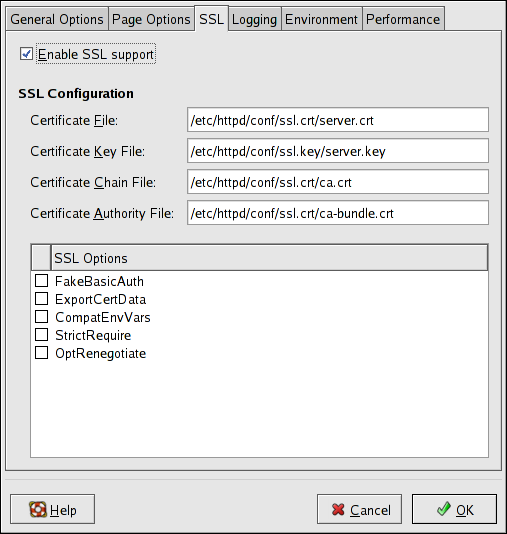 General Options Page Options SSL Logging Environment Performance
Enable SSL support
SSL Configuration
Certificate File: /etc/httpd/conf/ssl.crt/server.crt
Certificate Key File: /etc/httpd/conf/ssl.key/server.key
Certificate Chain File: /etc/httpd/conf/ssl.crt/ca.crt
Certificate Authority File: /etc/httpd/conf/ssl.crt/ca-bundle.crt
SSL Options
FakeBasicAuth
ExportCertData
CompatEnvVars
StrictRequire
OptRenegotiate
Help Cancel OK